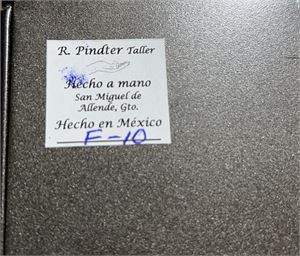 R. Pindter Taller
Hecho a mano
San Miguel de
Allende, Gto.
Hecho en México
F-10